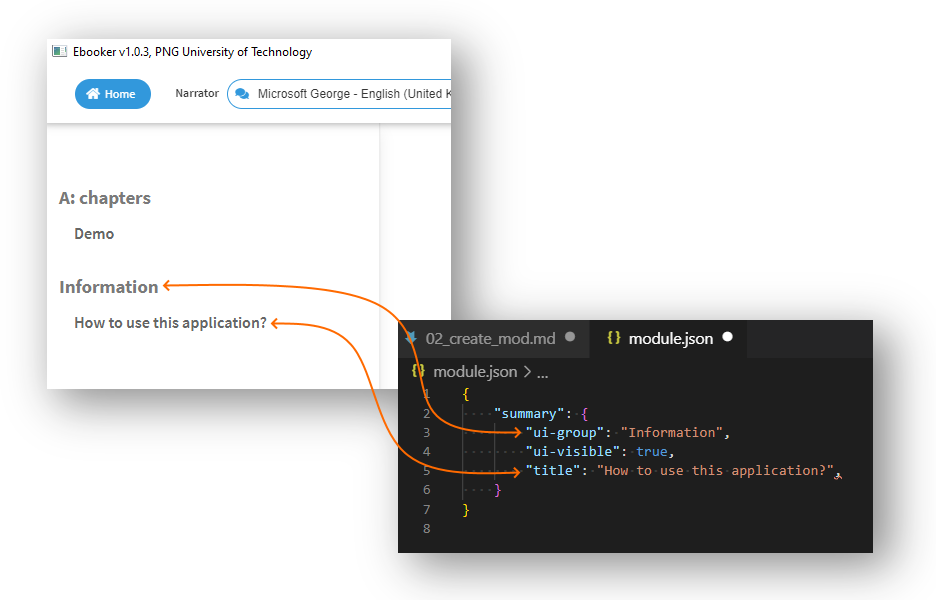 Ebooker v1.0.3, PNG University of Technology
Home
Narrator
Microsoft George - English (United K
A: chapters
Demo
Information
How to use this application?
02_create_mod.md
{} module.json
{} module.json > ...
1 {
2 "summary": {
3 "ui-group": "Information",
4 "ui-visible": true,
5 "title": "How to use this application?",
6 }
7 }
8